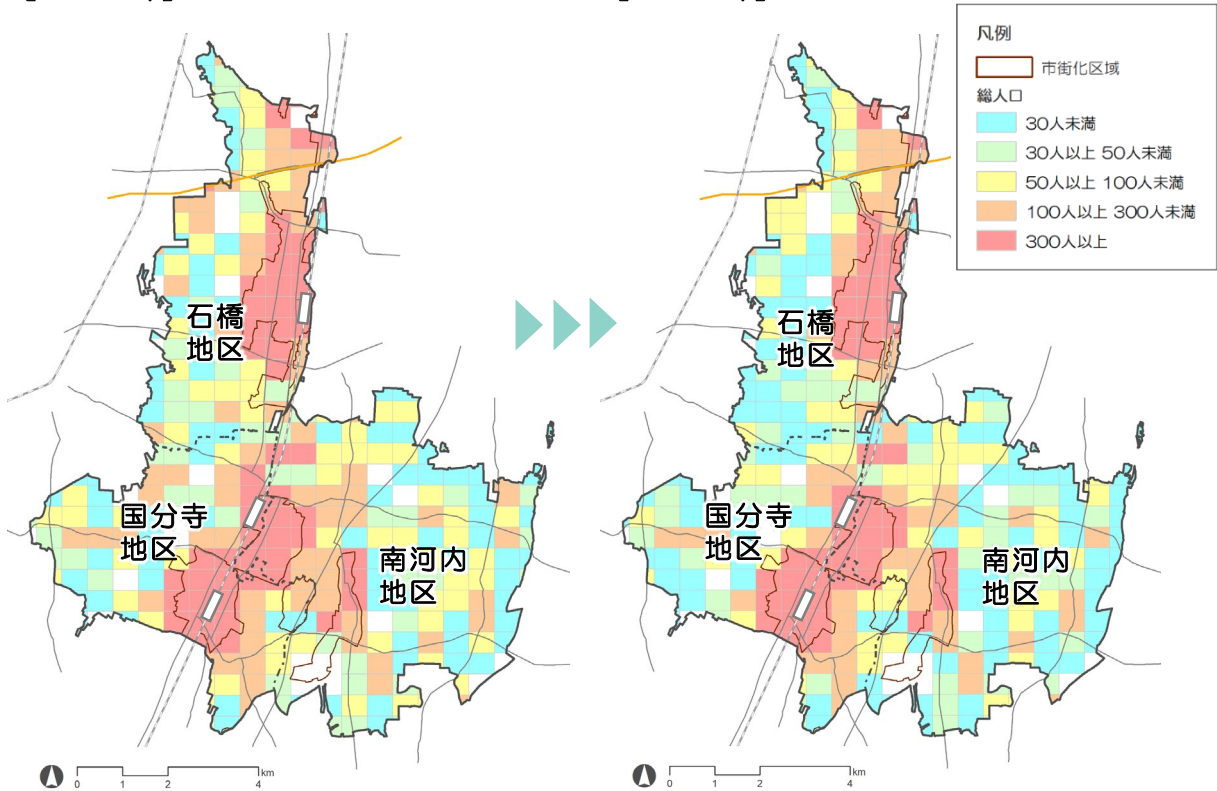 凡例
市街化区域
総人口
30人未満
30人以上 50人未満
50人以上 100人未満
100人以上 300人未満
300人以上
石橋
地区
国分寺
地区
南河内
地区
0 1 2 4 km
石橋
地区
国分寺
地区
南河内
地区
0 1 2 4 km